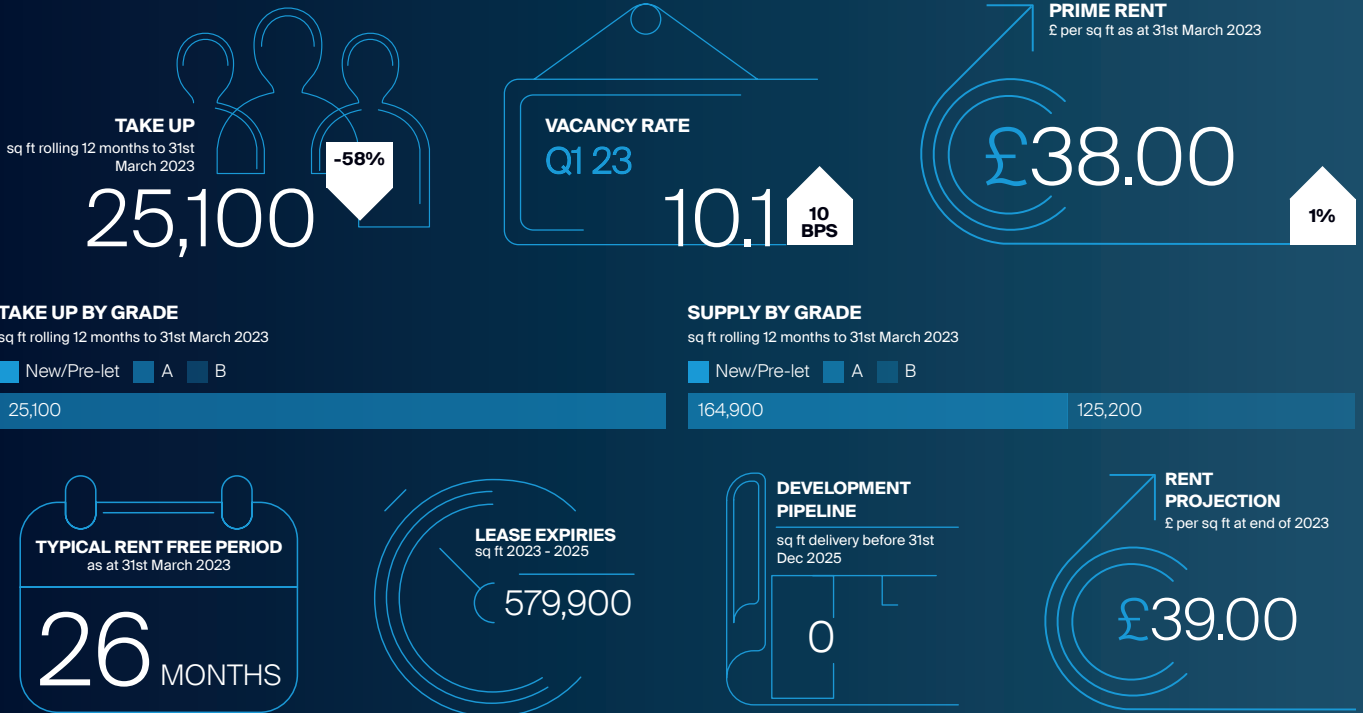 TAKE UP
sq ft rolling 12 months to 31st
March 2023
25,100
-58%
VACANCY RATE
Q1 23
10.1
10
BPS
PRIME RENT
£ per sq ft as at 31st March 2023
£38.00
1%
TAKE UP BY GRADE
sq ft rolling 12 months to 31st March 2023
New/Pre-let A B
25,100
SUPPLY BY GRADE
sq ft rolling 12 months to 31st March 2023
New/Pre-let A B
164,900 125,200
TYPICAL RENT FREE PERIOD
as at 31st March 2023
26 MONTHS
LEASE EXPIRIES
sq ft 2023 - 2025
579,900
DEVELOPMENT
PIPELINE
sq ft delivery before 31st
Dec 2025
0
RENT
PROJECTION
£ per sq ft at end of 2023
£39.00